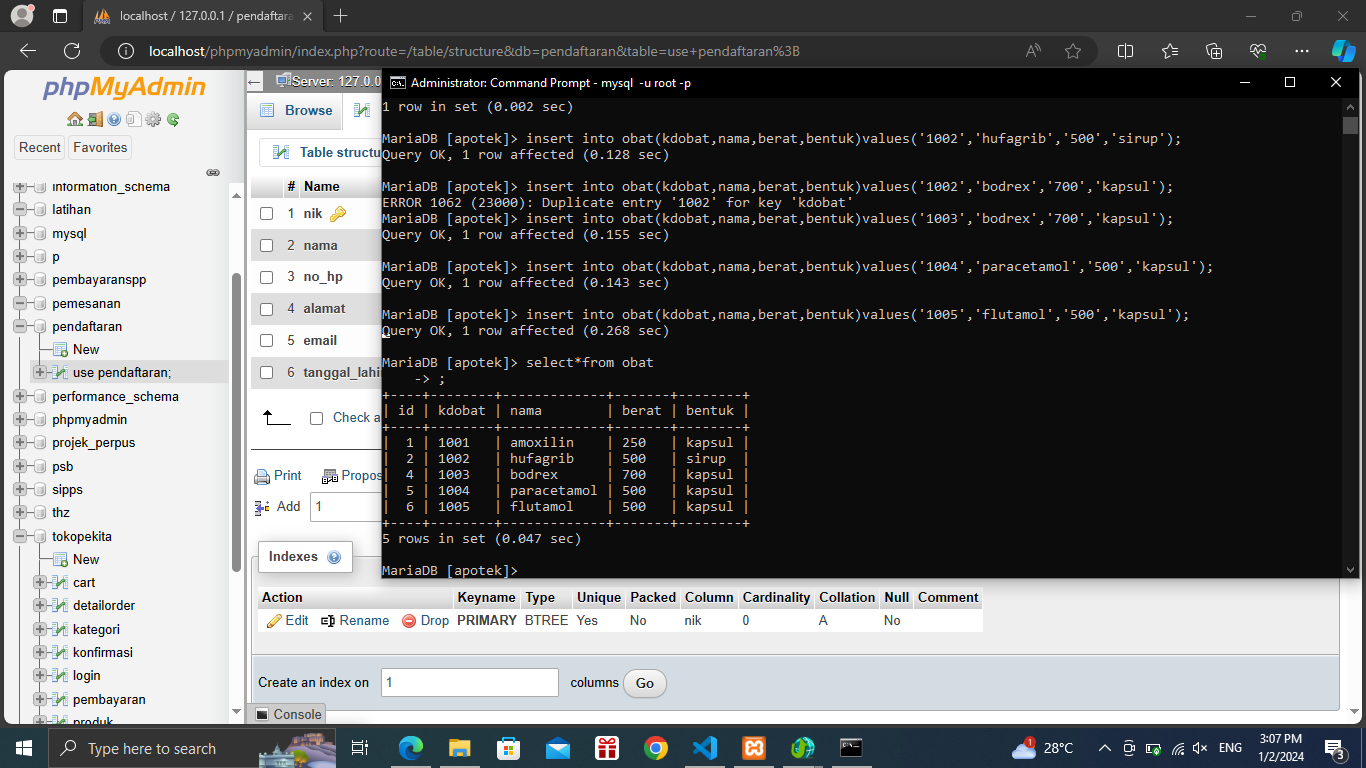 localhost / 127.0.0.1 / pendaftara
localhost/phpmyadmin/index.php?route=/table/structure&db=pendaftaran&table=use+pendaftaran%3B
phpMyAdmin
Recent
Favorites
information_schema
latihan
mysql
p
pembayaranspp
pemesanan
pendaftaran
New
use pendaftaran;
performance_schema
phpmyadmin
projek_perpus
psb
sipps
thz
tokopekita
New
cart
detailorder
kategori
konfirmasi
login
pembayaran
produk
Server: 127.0.0
Browse
Table structu
# Name
1 nik
2 nama
3 no_hp
4 alamat
5 email
6 tanggal_lahi
Check a
Print
Propos
Add 1
Indexes
Administrator: Command Prompt - mysql -u root -p
1 row in set (0.002 sec)
MariaDB [apotek]> insert into obat(kdobat,nama,berat,bentuk)values('1002','hufagrib','500','sirup');
Query OK, 1 row affected (0.128 sec)
MariaDB [apotek]> insert into obat(kdobat,nama,berat,bentuk)values('1002','bodrex','700','kapsul');
ERROR 1062 (23000): Duplicate entry '1002' for key 'kdobat'
MariaDB [apotek]> insert into obat(kdobat,nama,berat,bentuk)values('1003','bodrex','700','kapsul');
Query OK, 1 row affected (0.155 sec)
MariaDB [apotek]> insert into obat(kdobat,nama,berat,bentuk)values('1004','paracetamol','500','kapsul');
Query OK, 1 row affected (0.143 sec)
MariaDB [apotek]> insert into obat(kdobat,nama,berat,bentuk)values('1005','flutamol','500','kapsul');
Query OK, 1 row affected (0.268 sec)
MariaDB [apotek]> select*from obat
    -> ;
+----+--------+-------------+-------+--------+
| id | kdobat | nama        | berat | bentuk |
+----+--------+-------------+-------+--------+
|  1 | 1001   | amoxilin    | 250   | kapsul |
|  2 | 1002   | hufagrib    | 500   | sirup  |
|  4 | 1003   | bodrex      | 700   | kapsul |
|  5 | 1004   | paracetamol | 500   | kapsul |
|  6 | 1005   | flutamol    | 500   | kapsul |
+----+--------+-------------+-------+--------+
5 rows in set (0.047 sec)
MariaDB [apotek]>
Action Keyname Type Unique Packed Column Cardinality Collation Null Comment
Edit Rename Drop PRIMARY BTREE Yes No nik 0 A No
Create an index on 1 columns Go
Console
Type here to search
1
28°C
ENG
3:07 PM
1/2/2024
3